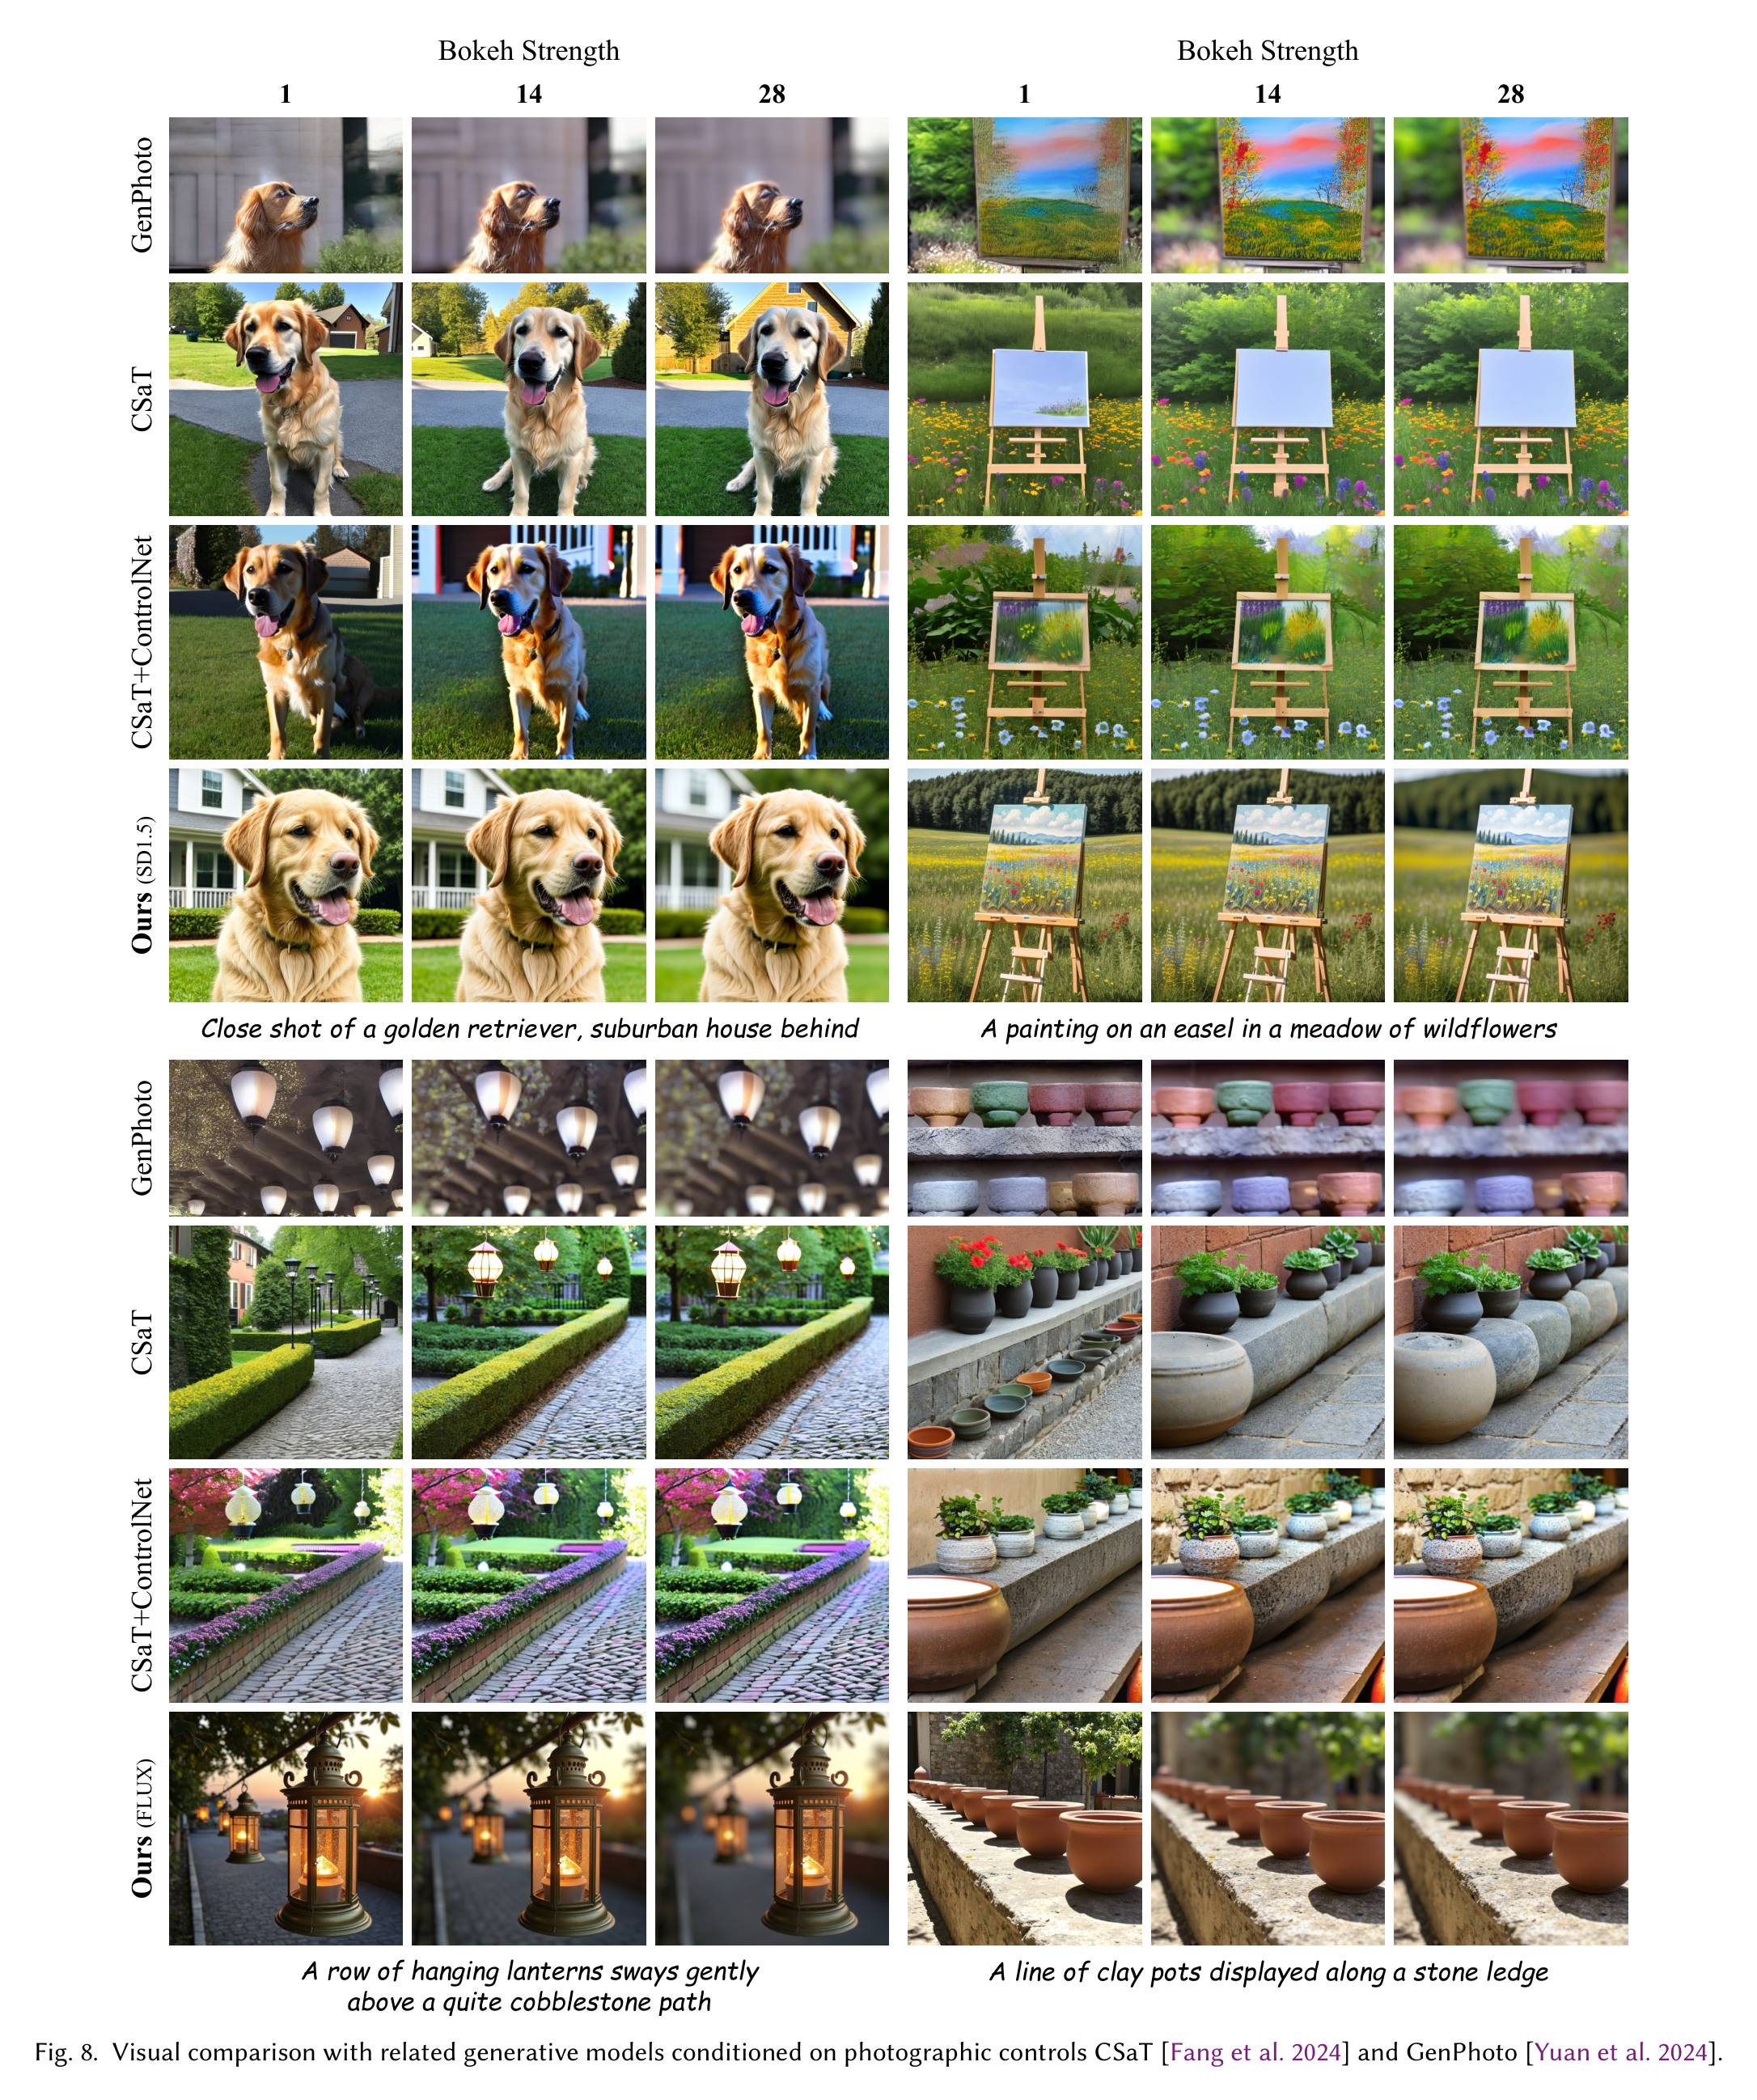 Bokeh Strength
Bokeh Strength
1
14
28
1
14
28
GenPhoto
CSaT
CSaT+ControlNet
Ours (SD1.5)
Close shot of a golden retriever, suburban house behind
A painting on an easel in a meadow of wildflowers
GenPhoto
CSaT
CSaT+ControlNet
Ours (FLUX)
A row of hanging lanterns sways gently
above a quite cobblestone path
A line of clay pots displayed along a stone ledge
Fig. 8. Visual comparison with related generative models conditioned on photographic controls CSaT [Fang et al. 2024] and GenPhoto [Yuan et al. 2024].